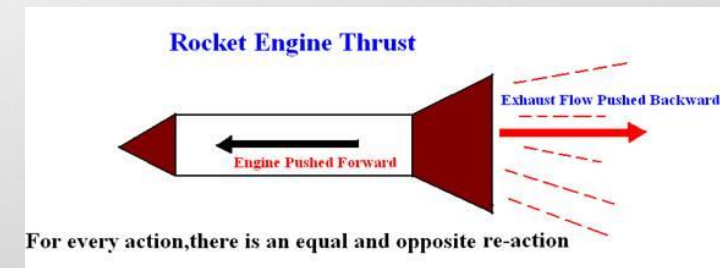 Rocket Engine Thrust
Exhaust Flow Pushed Backward
Engine Pushed Forward
For every action,there is an equal and opposite re-action